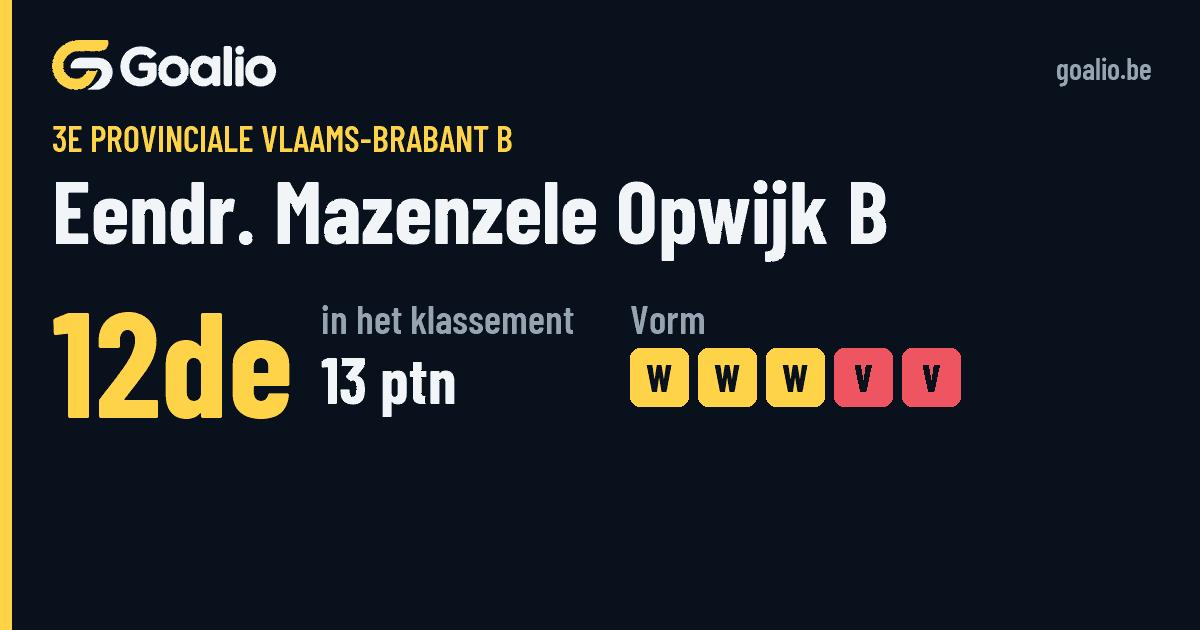 Goalio
goalio.be
3E PROVINCIALE VLAAMS-BRABANT B
Eendr. Mazenzele Opwijk B
12de
in het klassement
13 ptn
Vorm
W W W V V